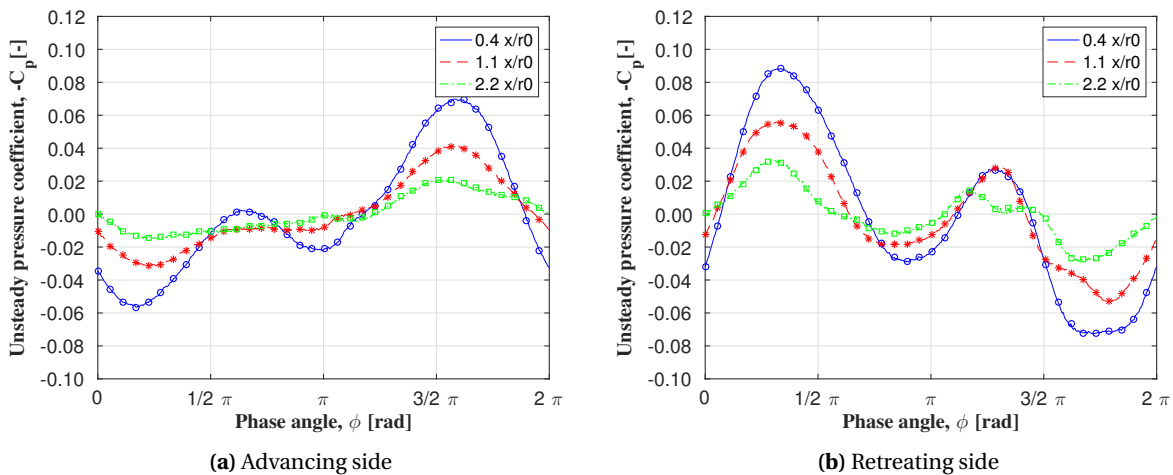 0.12
0.10
0.08
0.06
0.04
0.02
0.00
-0.02
-0.04
-0.06
-0.08
-0.10
Unsteady pressure coefficient, -C_p [-]
0.4 x/r0
1.1 x/r0
2.2 x/r0
0 1/2 π π 3/2 π 2 π
Phase angle, ϕ [rad]
(a) Advancing side
0.12
0.10
0.08
0.06
0.04
0.02
0.00
-0.02
-0.04
-0.06
-0.08
-0.10
Unsteady pressure coefficient, -C_p [-]
0.4 x/r0
1.1 x/r0
2.2 x/r0
0 1/2 π π 3/2 π 2 π
Phase angle, ϕ [rad]
(b) Retreating side